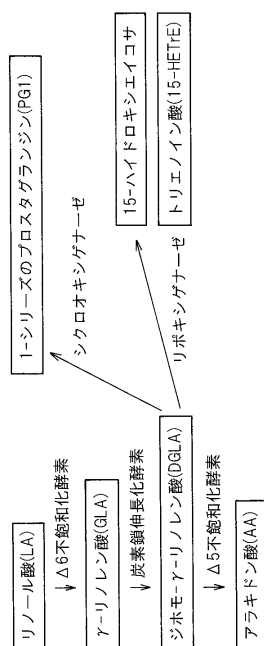 リノール酸(LA)
↓ Δ6不飽和化酵素
γ-リノレン酸(GLA)
↓ 炭素鎖伸長化酵素
ジホモ-γ-リノレン酸(DGLA)
↓ Δ5不飽和化酵素
アラキドン酸(AA)
シクロオキシゲナーゼ
1-シリーズのプロスタグランジン(PG1)
リポキシゲナーゼ
15-ハイドロキシエイコサ
トリエノイン酸(15-HETrE)